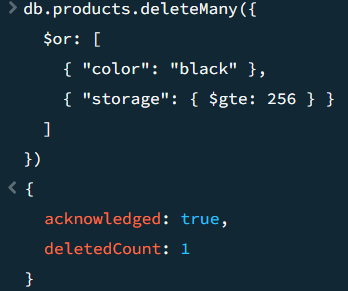 > db.products.deleteMany({
$or: [
{ "color": "black" },
{ "storage": { $gte: 256 } }
]
})
< {
acknowledged: true,
deletedCount: 1
}